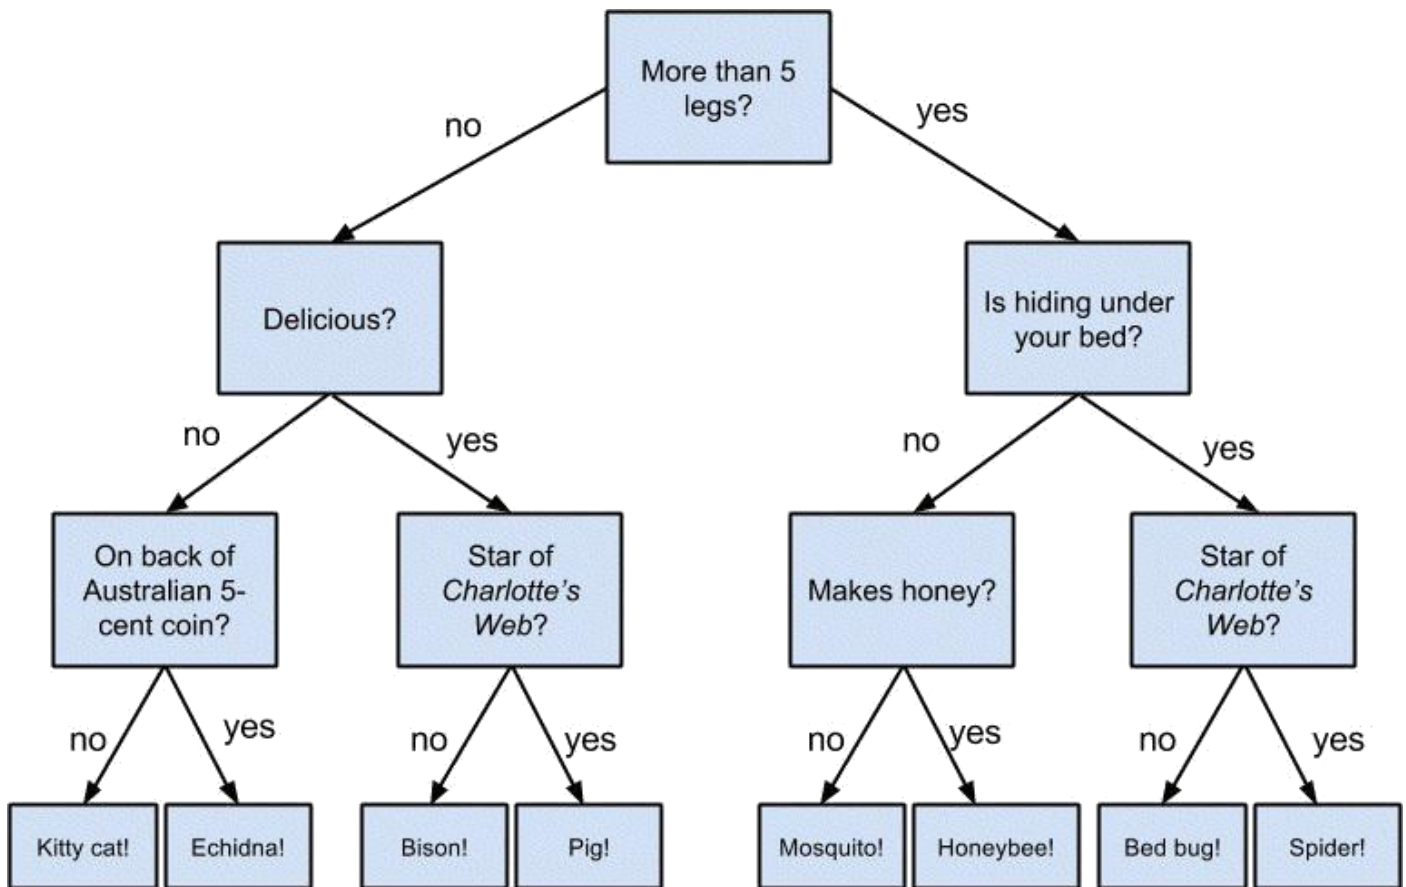 More than 5
legs?
no
yes
Delicious?
Is hiding under
your bed?
no
yes
no
yes
On back of
Australian 5-
cent coin?
Star of
Charlotte's
Web?
Makes honey?
Star of
Charlotte's
Web?
no
yes
no
yes
no
yes
no
yes
Kitty cat!
Echidna!
Bison!
Pig!
Mosquito!
Honeybee!
Bed bug!
Spider!